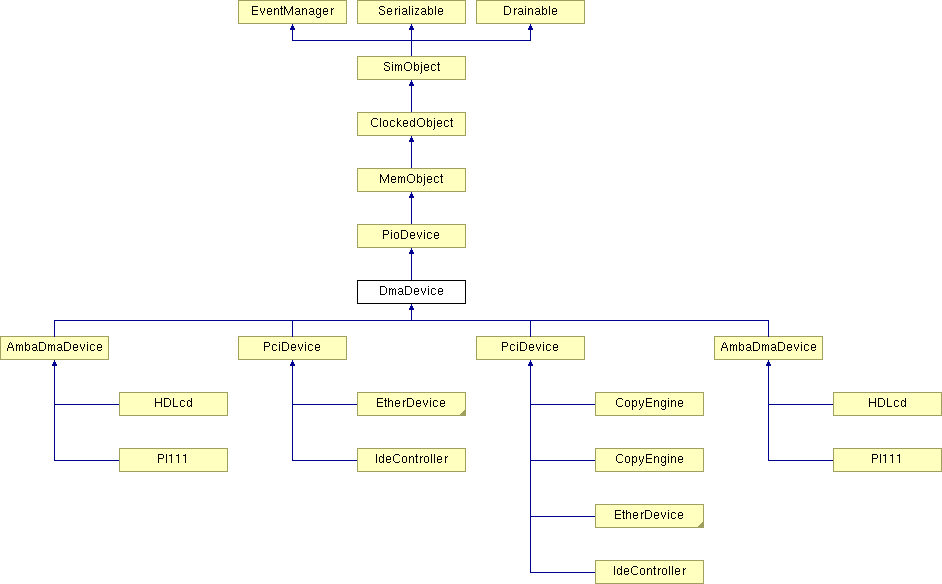 EventManager
Serializable
Drainable
SimObject
ClockedObject
MemObject
PioDevice
DmaDevice
AmbaDmaDevice
PciDevice
PciDevice
AmbaDmaDevice
HDLcd
EtherDevice
CopyEngine
HDLcd
Pl111
IdeController
CopyEngine
Pl111
EtherDevice
IdeController